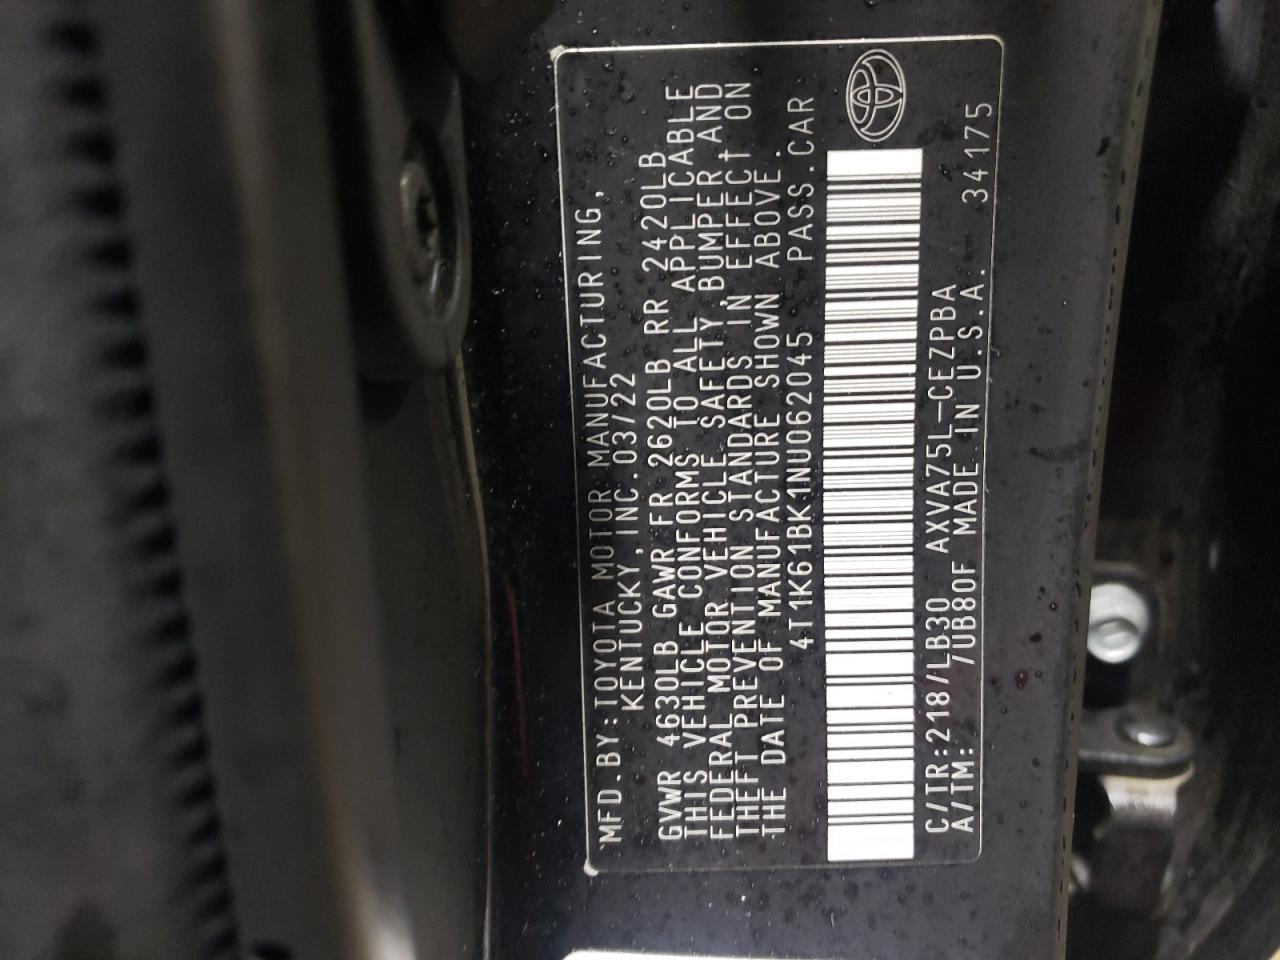 MFD.BY:TOYOTA MOTOR MANUFACTURING,
KENTUCKY,INC.03/22
GVWR 4630LB GAWR FR 2620LB RR 2420LB
THIS VEHICLE CONFORMS TO ALL APPLICABLE
FEDERAL MOTOR VEHICLE SAFETY,BUMPER,AND
THEFT PREVENTION STANDARDS IN EFFECT ON
THE DATE OF MANUFACTURE SHOWN ABOVE.
4T1K61BK1NU062045 PASS.CAR
C/TR:218/LB30 AXVA75L-CEZPBA
A/TM: /UB80F MADE IN U.S.A. 34175